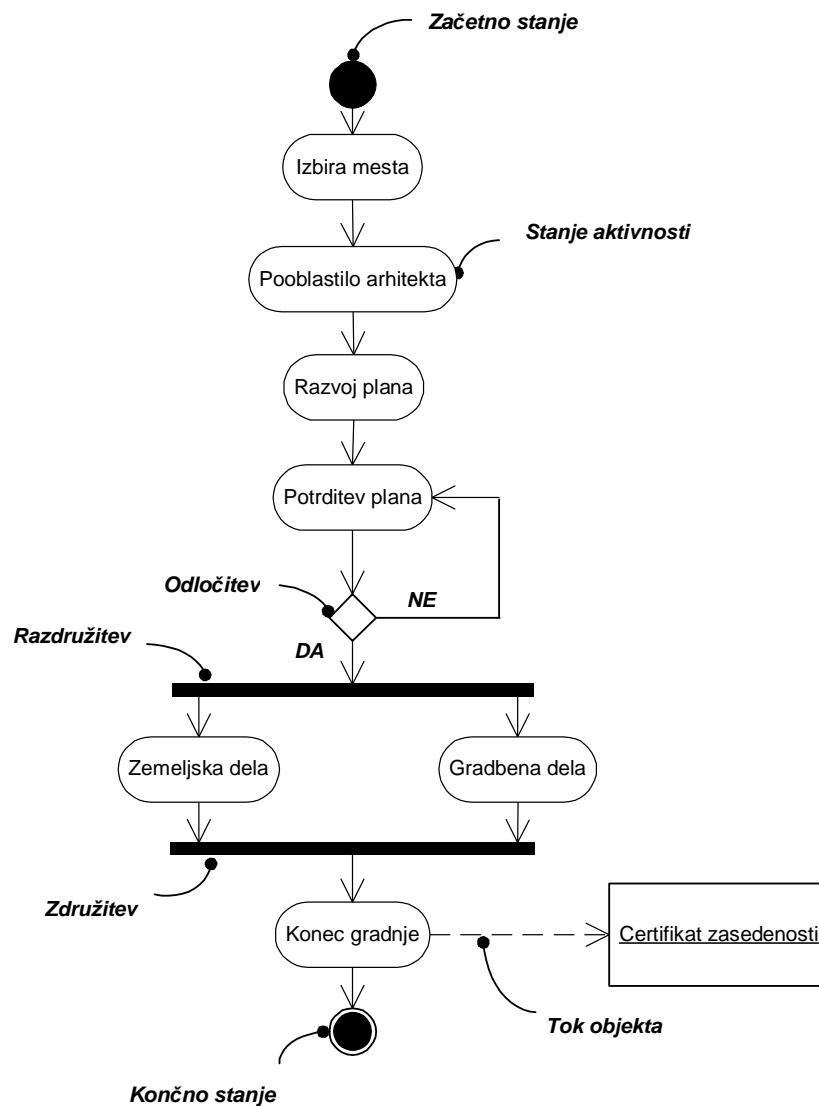 Začetno stanje
Izbira mesta
Stanje aktivnosti
Pooblastilo arhitekta
Razvoj plana
Potrditev plana
Odločitev
NE
Razdružitev
DA
Zemeljska dela
Gradbena dela
Združitev
Konec gradnje
Certifikat zasedenosti
Tok objekta
Končno stanje